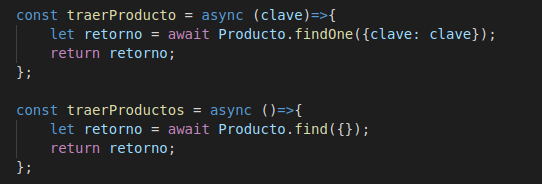 const traerProducto = async (clave)=>{
    let retorno = await Producto.findOne({clave: clave});
    return retorno;
};

const traerProductos = async ()=>{
    let retorno = await Producto.find({});
    return retorno;
};